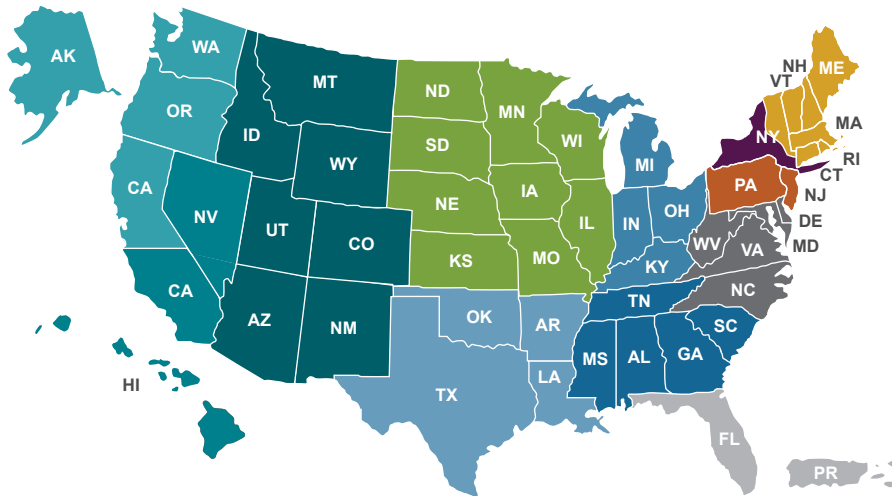 AK
WA
OR
CA
NV
CA
HI
MT
ID
WY
UT
CO
AZ
NM
ND
SD
NE
KS
MN
IA
MO
WI
IL
OK
TX
AR
LA
MI
IN
OH
KY
TN
MS
AL
GA
SC
NC
VA
WV
FL
PR
PA
NY
NJ
DE
MD
VT
NH
ME
MA
RI
CT